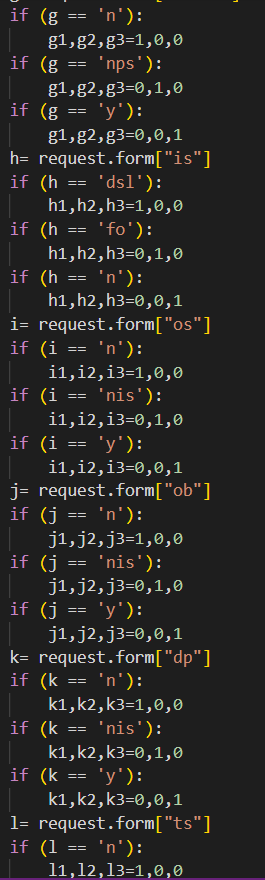 if (g == 'n'):
    g1,g2,g3=1,0,0
if (g == 'nps'):
    g1,g2,g3=0,1,0
if (g == 'y'):
    g1,g2,g3=0,0,1
h= request.form["is"]
if (h == 'dsl'):
    h1,h2,h3=1,0,0
if (h == 'fo'):
    h1,h2,h3=0,1,0
if (h == 'n'):
    h1,h2,h3=0,0,1
i= request.form["os"]
if (i == 'n'):
    i1,i2,i3=1,0,0
if (i == 'nis'):
    i1,i2,i3=0,1,0
if (i == 'y'):
    i1,i2,i3=0,0,1
j= request.form["ob"]
if (j == 'n'):
    j1,j2,j3=1,0,0
if (j == 'nis'):
    j1,j2,j3=0,1,0
if (j == 'y'):
    j1,j2,j3=0,0,1
k= request.form["dp"]
if (k == 'n'):
    k1,k2,k3=1,0,0
if (k == 'nis'):
    k1,k2,k3=0,1,0
if (k == 'y'):
    k1,k2,k3=0,0,1
l= request.form["ts"]
if (l == 'n'):
    l1,l2,l3=1,0,0